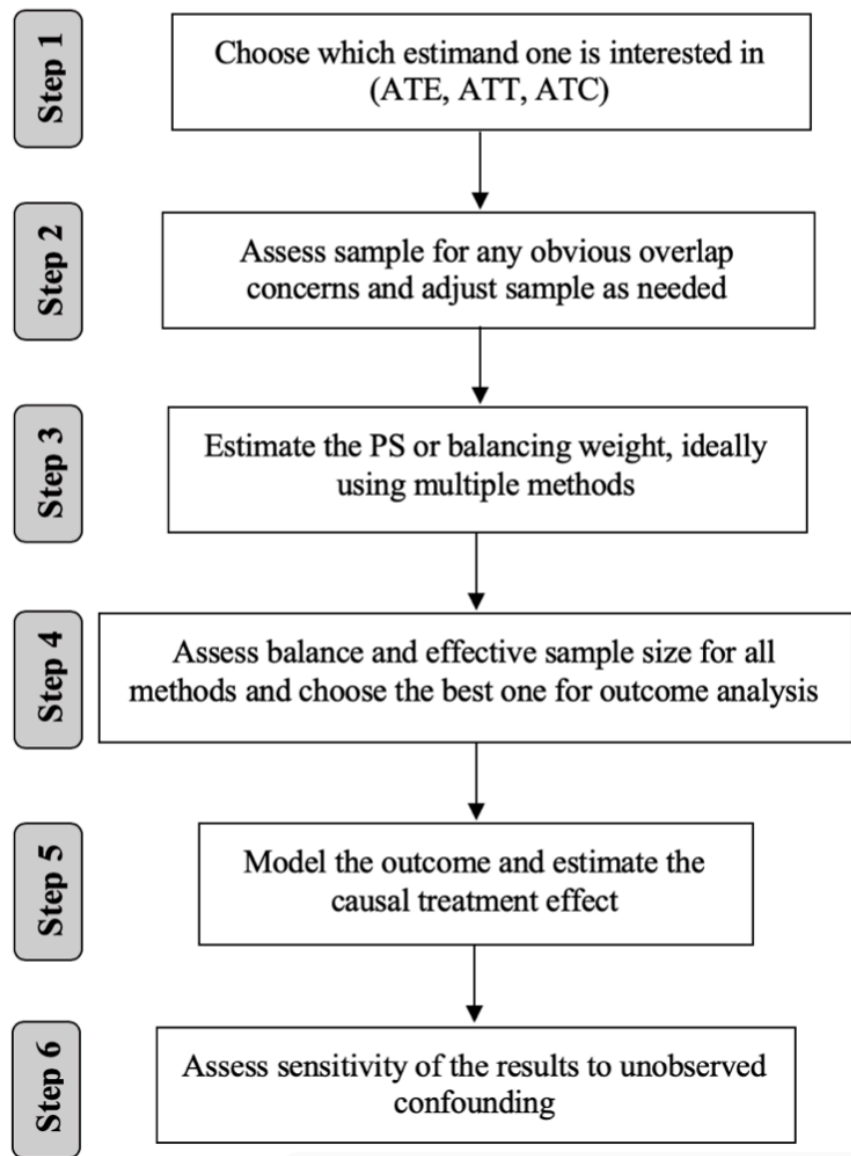 Step 1
Choose which estimand one is interested in
(ATE, ATT, ATC)
Step 2
Assess sample for any obvious overlap
concerns and adjust sample as needed
Step 3
Estimate the PS or balancing weight, ideally
using multiple methods
Step 4
Assess balance and effective sample size for all
methods and choose the best one for outcome analysis
Step 5
Model the outcome and estimate the
causal treatment effect
Step 6
Assess sensitivity of the results to unobserved
confounding